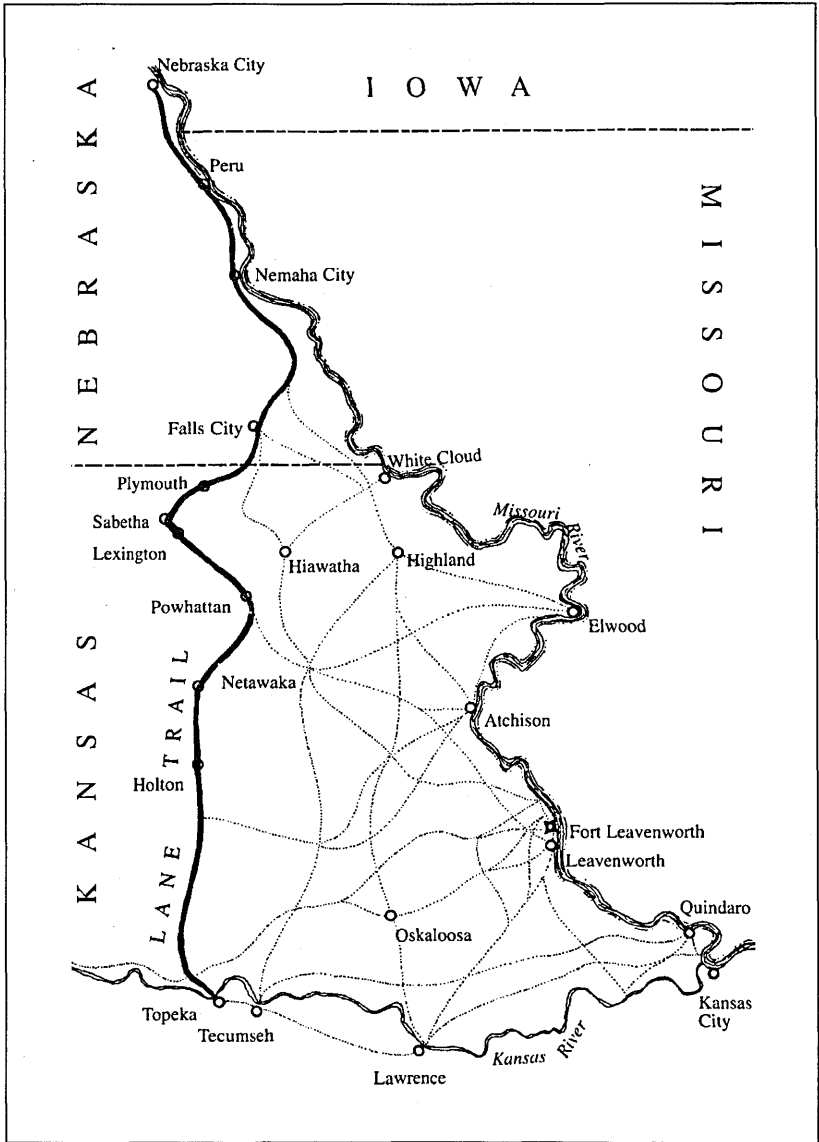 Nebraska City
IOWA
NEBRASKA
Peru
MISSOURI
Nemaha City
Falls City
White Cloud
Plymouth
Missouri River
Sabetha
Lexington
Hiawatha
Highland
Powhattan
Elwood
KANSAS
LANE TRAIL
Netawaka
Atchison
Holton
Fort Leavenworth
Leavenworth
Quindaro
Oskaloosa
Kansas
City
Topeka
Tecumseh
Kansas River
Lawrence